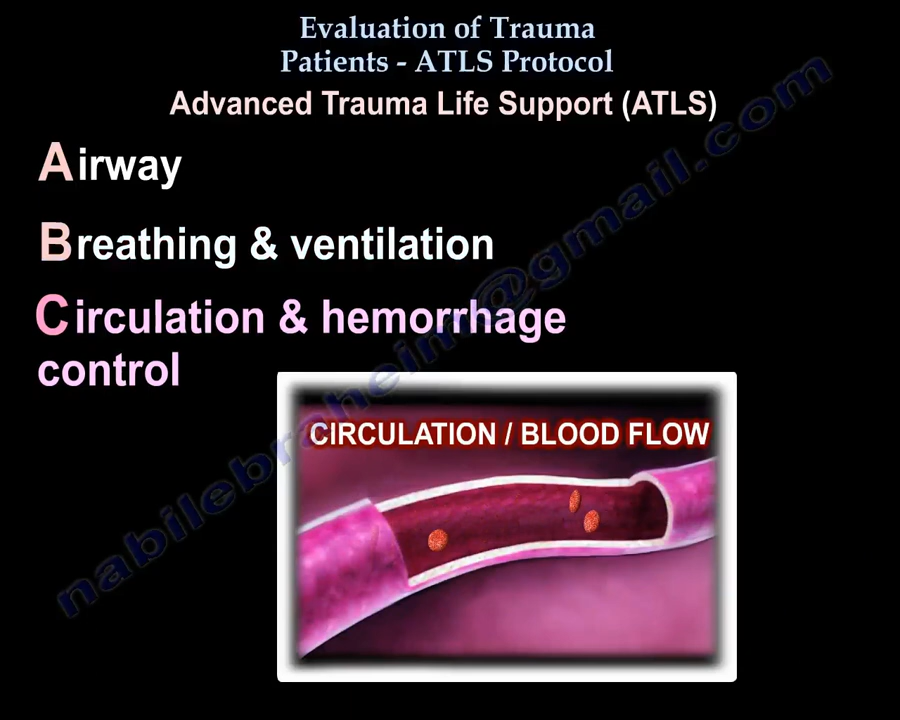 Evaluation of Trauma
Patients - ATLS Protocol
Advanced Trauma Life Support (ATLS)
Airway
Breathing & ventilation
Circulation & hemorrhage
control
CIRCULATION / BLOOD FLOW
nabilebraheim@gmail.com